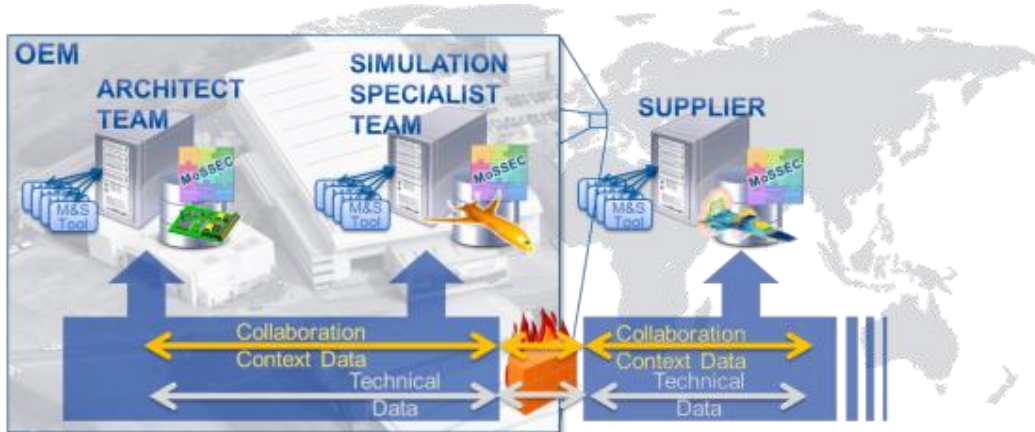 OEM
ARCHITECT
TEAM
MoSSEC
M&S
Tool
SIMULATION
SPECIALIST
TEAM
MoSSEC
M&S
Tool
SUPPLIER
MoSSEC
M&S
Tool
Collaboration
Context Data
Technical
Data
Collaboration
Context Data
Technical
Data